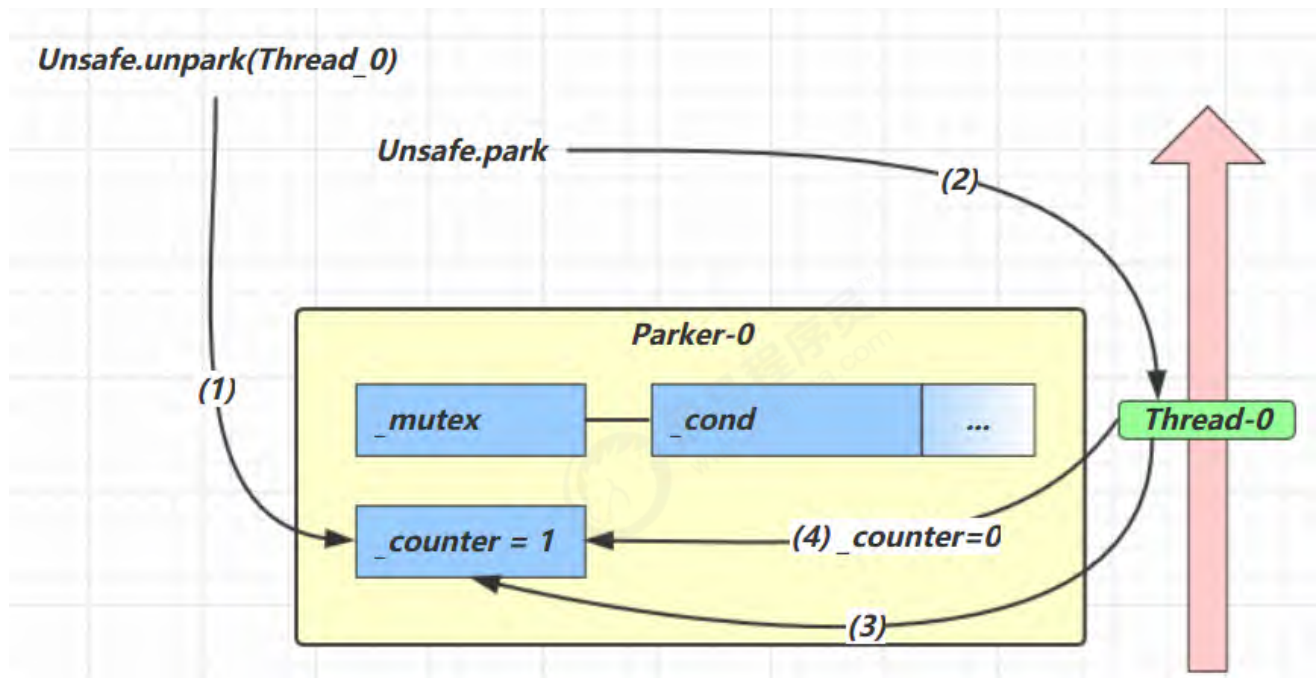 Unsafe.unpark(Thread_0)
Unsafe.park
(2)
Parker-0
(1)
_mutex
_cond
...
Thread-0
_counter = 1
(4) _counter=0
(3)